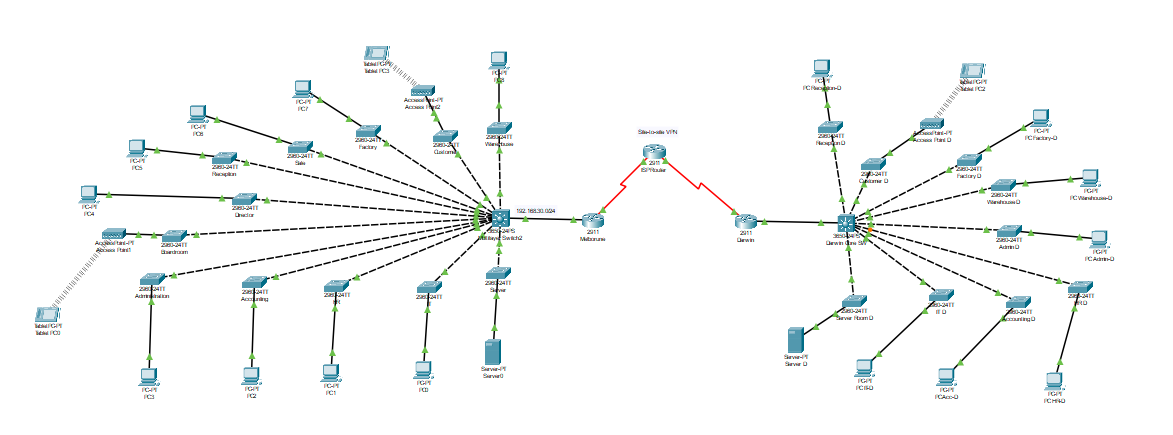 Tablet PC-PT
Tablet PC3
PC-PT
PC-PT
PC7
AccessPoint-PT
Access Point2
PC-PT
PC6
2960-24TT
Factory
2960-24TT
Customer
2960-24TT
Warehouse
PC-PT
PC5
2960-24TT
Sale
2960-24TT
Reception
PC-PT
PC4
2960-24TT
Director
AccessPoint-PT
Access Point1
2960-24TT
Boardroom
3650-24PS
Multilayer Switch2
192.168.30.0/24
2911
Melborune
Site-to-site VPN
2911
ISP Router
2911
Darwin
2960-24TT
Administration
2960-24TT
Accounting
2960-24TT
HR
2960-24TT
2960-24TT
Server
Tablet PC-PT
Tablet PC0
PC-PT
PC3
PC-PT
PC2
PC-PT
PC1
PC-PT
PC0
Server-PT
Server0
PC-PT
PC Reception-D
Tablet PC-PT
Tablet PC2
2960-24TT
Reception D
AccessPoint-PT
Access Point D
PC-PT
PC Factory-D
2960-24TT
Customer D
2960-24TT
Factory D
2960-24TT
Warehouse D
PC-PT
PC Warehouse-D
3650-24PS
Darwin Core SW
2960-24TT
Admin D
PC-PT
PC Admin-D
2960-24TT
Server Room D
2960-24TT
IT D
2960-24TT
Accounting D
2960-24TT
HR D
Server-PT
Server D
PC-PT
PC IT-D
PC-PT
PCAcc-D
PC-PT
PC HR-D